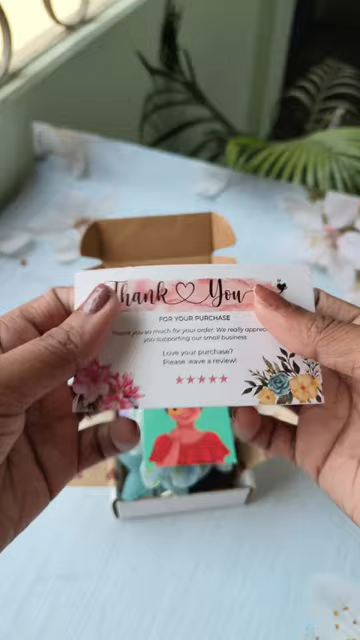 Thank You
FOR YOUR PURCHASE
Thank you so much for your order. We really apprec
you supporting our small business
Love your purchase?
Please leave a review!